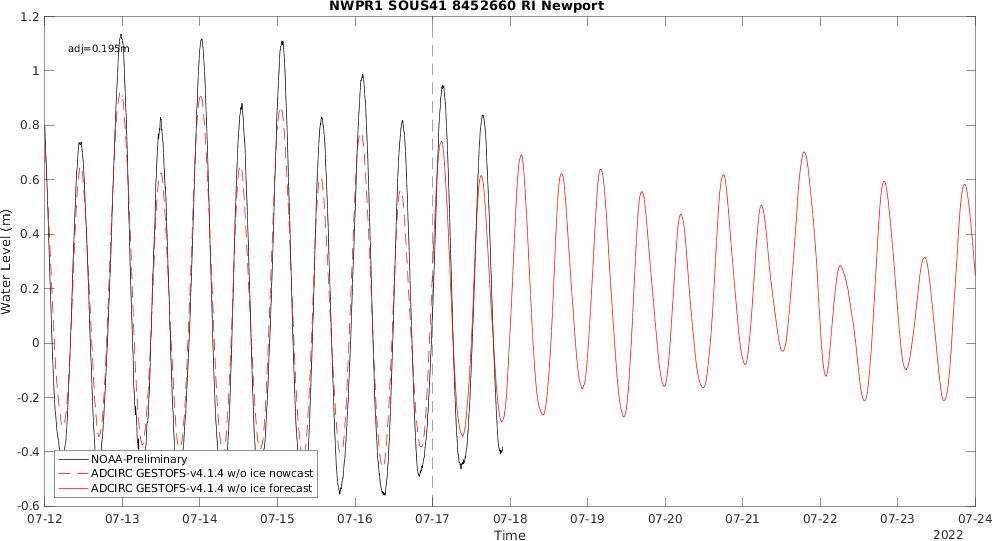 NWPR1 SOUS41 8452660 RI Newport
1.2
adj=0.195m
1
0.8
0.6
0.4
0.2
0
-0.2
-0.4
-0.6
Water Level (m)
NOAA-Preliminary
ADCIRC GESTOFS-v4.1.4 w/o ice nowcast
ADCIRC GESTOFS-v4.1.4 w/o ice forecast
07-12 07-13 07-14 07-15 07-16 07-17 07-18 07-19 07-20 07-21 07-22 07-23 07-24
Time
2022